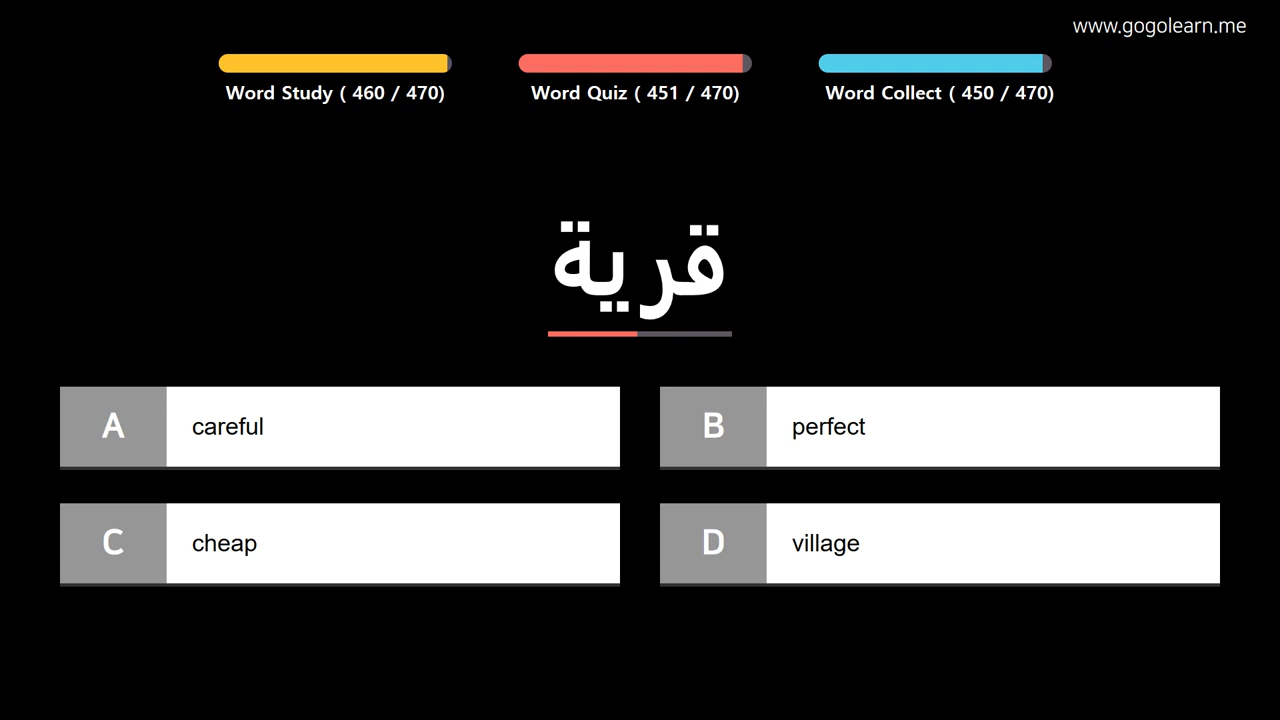 www.gogolearn.me
Word Study ( 460 / 470)
Word Quiz ( 451 / 470)
Word Collect ( 450 / 470)
قرية
A careful
B perfect
C cheap
D village